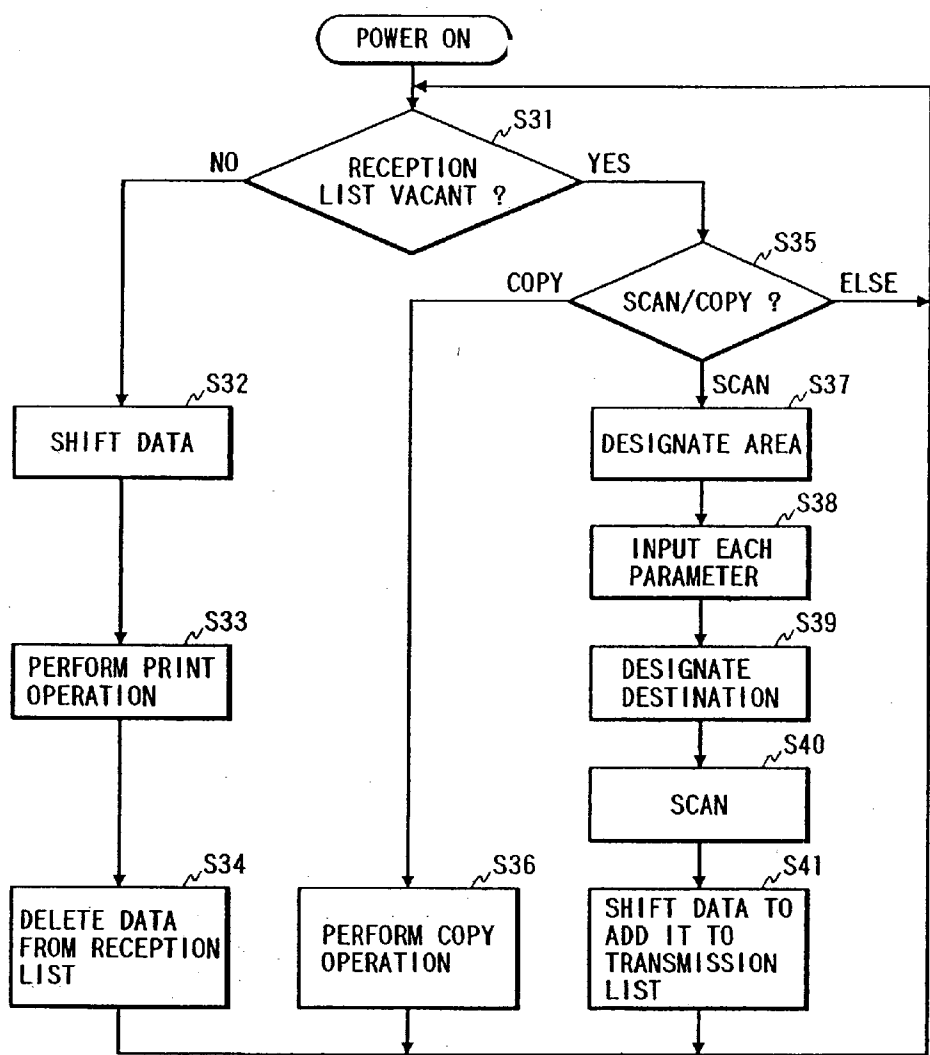 POWER ON
S31
NO
RECEPTION
LIST VACANT ?
YES
S35
COPY
SCAN/COPY ?
ELSE
SCAN
S32
SHIFT DATA
S37
DESIGNATE AREA
S38
INPUT EACH
PARAMETER
S33
PERFORM PRINT
OPERATION
S39
DESIGNATE
DESTINATION
S40
SCAN
S34
DELETE DATA
FROM RECEPTION
LIST
S36
PERFORM COPY
OPERATION
S41
SHIFT DATA TO
ADD IT TO
TRANSMISSION
LIST